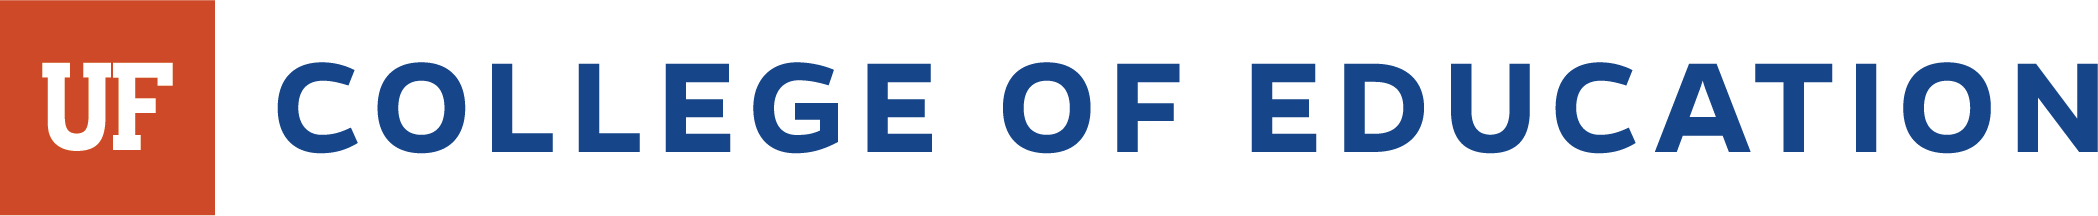 UF COLLEGE OF EDUCATION